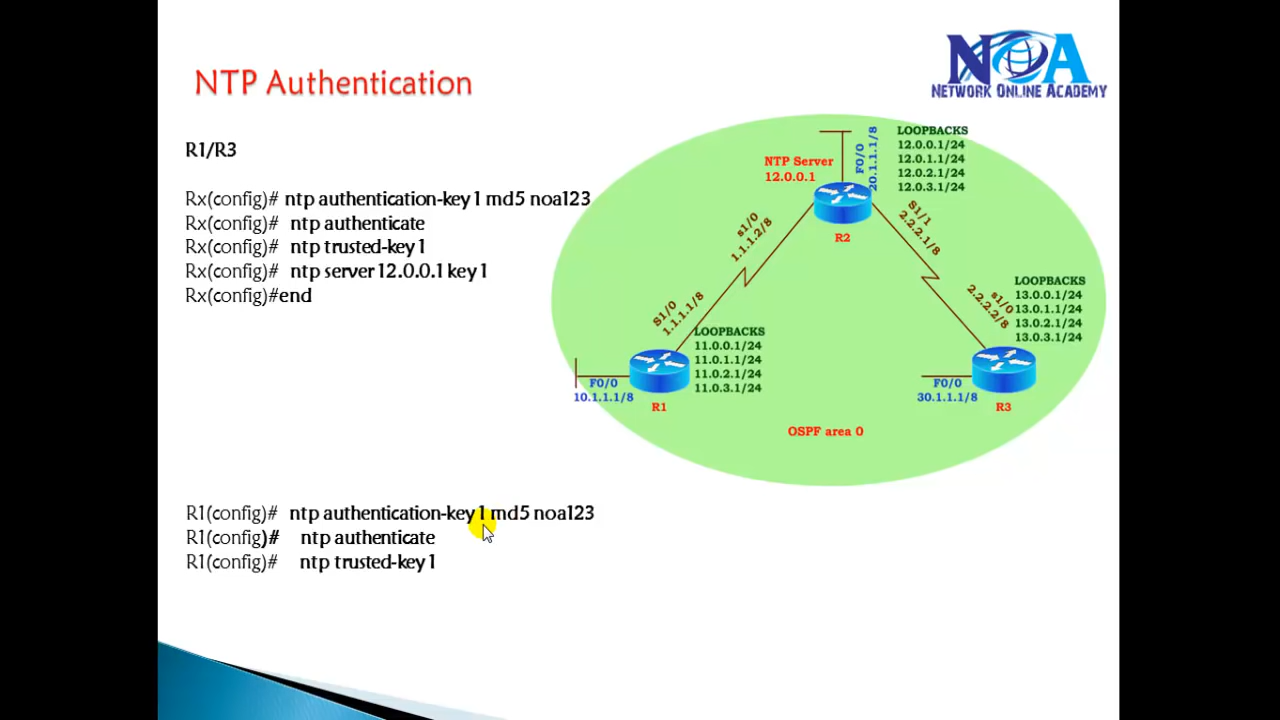 NTP Authentication
NOA
NETWORK ONLINE ACADEMY
R1/R3
Rx(config)# ntp authentication-key 1 md5 noa123
Rx(config)# ntp authenticate
Rx(config)# ntp trusted-key 1
Rx(config)# ntp server 12.0.0.1 key 1
Rx(config)#end
NTP Server
12.0.0.1
F0/0
20.1.1.1/8
LOOPBACKS
12.0.0.1/24
12.0.1.1/24
12.0.2.1/24
12.0.3.1/24
R2
s1/0
1.1.1.2/8
S1/1
2.2.2.1/8
S1/0
1.1.1.1/8
s1/0
2.2.2.2/8
LOOPBACKS
13.0.0.1/24
13.0.1.1/24
13.0.2.1/24
13.0.3.1/24
LOOPBACKS
11.0.0.1/24
11.0.1.1/24
11.0.2.1/24
11.0.3.1/24
F0/0
10.1.1.1/8
R1
F0/0
30.1.1.1/8
R3
OSPF area 0
R1(config)# ntp authentication-key 1 md5 noa123
R1(config)# ntp authenticate
R1(config)# ntp trusted-key 1